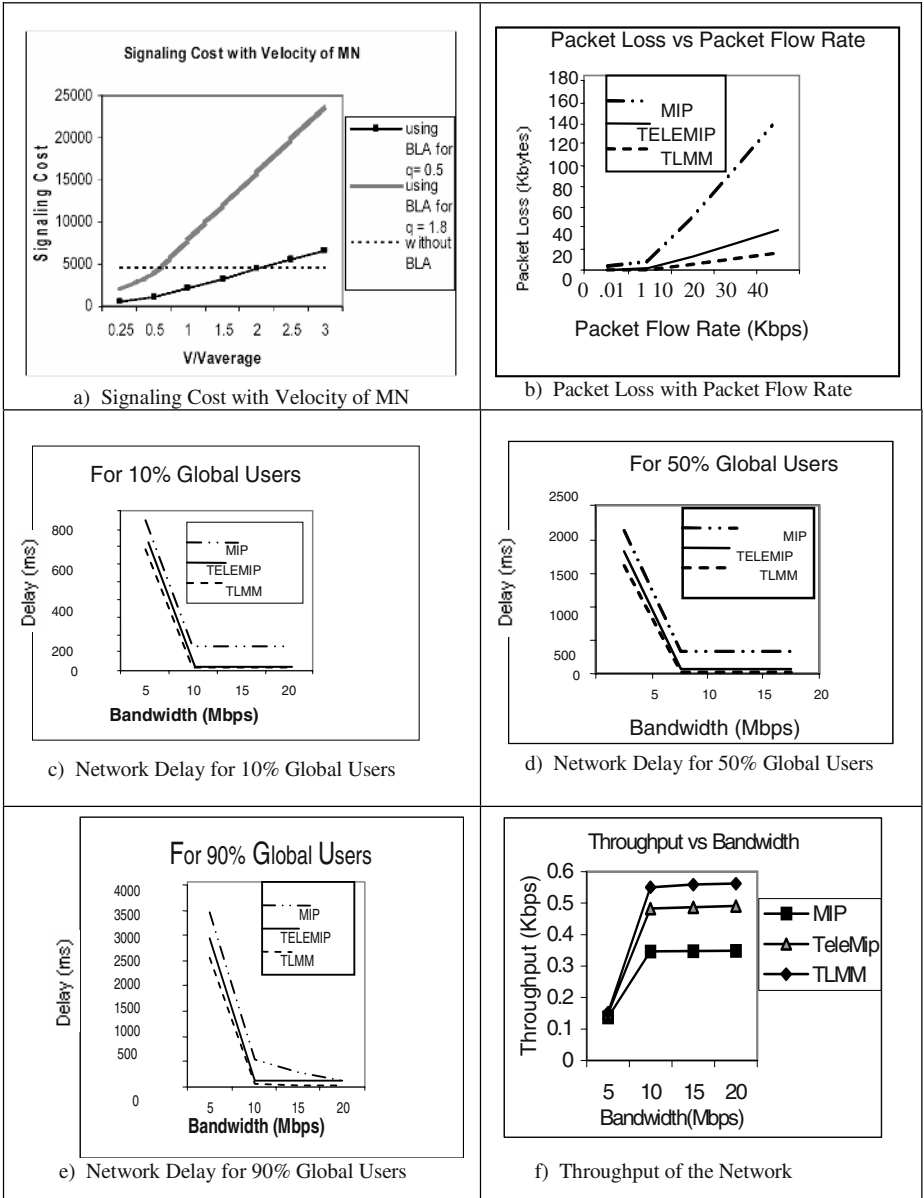 Signaling Cost with Velocity of MN
Signaling Cost
25000
20000
15000
10000
5000
0
0.25 0.5 1 1.5 2 2.5 3
V/Vaverage
using
BLA for
q= 0.5
using
BLA for
q = 1.8
without
BLA
a) Signaling Cost with Velocity of MN
Packet Loss vs Packet Flow Rate
Packet Loss (Kbytes)
180
160
140
120
100
80
60
40
20
0
0 .01 1 10 20 30 40
Packet Flow Rate (Kbps)
MIP
TELEMIP
TLMM
b) Packet Loss with Packet Flow Rate
For 10% Global Users
Delay (ms)
800
600
400
200
0
5 10 15 20
Bandwidth (Mbps)
MIP
TELEMIP
TLMM
c) Network Delay for 10% Global Users
For 50% Global Users
Delay (ms)
2500
2000
1500
1000
500
0
5 10 15 20
Bandwidth (Mbps)
MIP
TELEMIP
TLMM
d) Network Delay for 50% Global Users
For 90% Global Users
Delay (ms)
4000
3500
3000
2500
2000
1500
1000
500
0
5 10 15 20
Bandwidth (Mbps)
MIP
TELEMIP
TLMM
e) Network Delay for 90% Global Users
Throughput vs Bandwidth
Throughput (Kbps)
0.6
0.5
0.4
0.3
0.2
0.1
0
5 10 15 20
Bandwidth(Mbps)
MIP
TeleMip
TLMM
f) Throughput of the Network